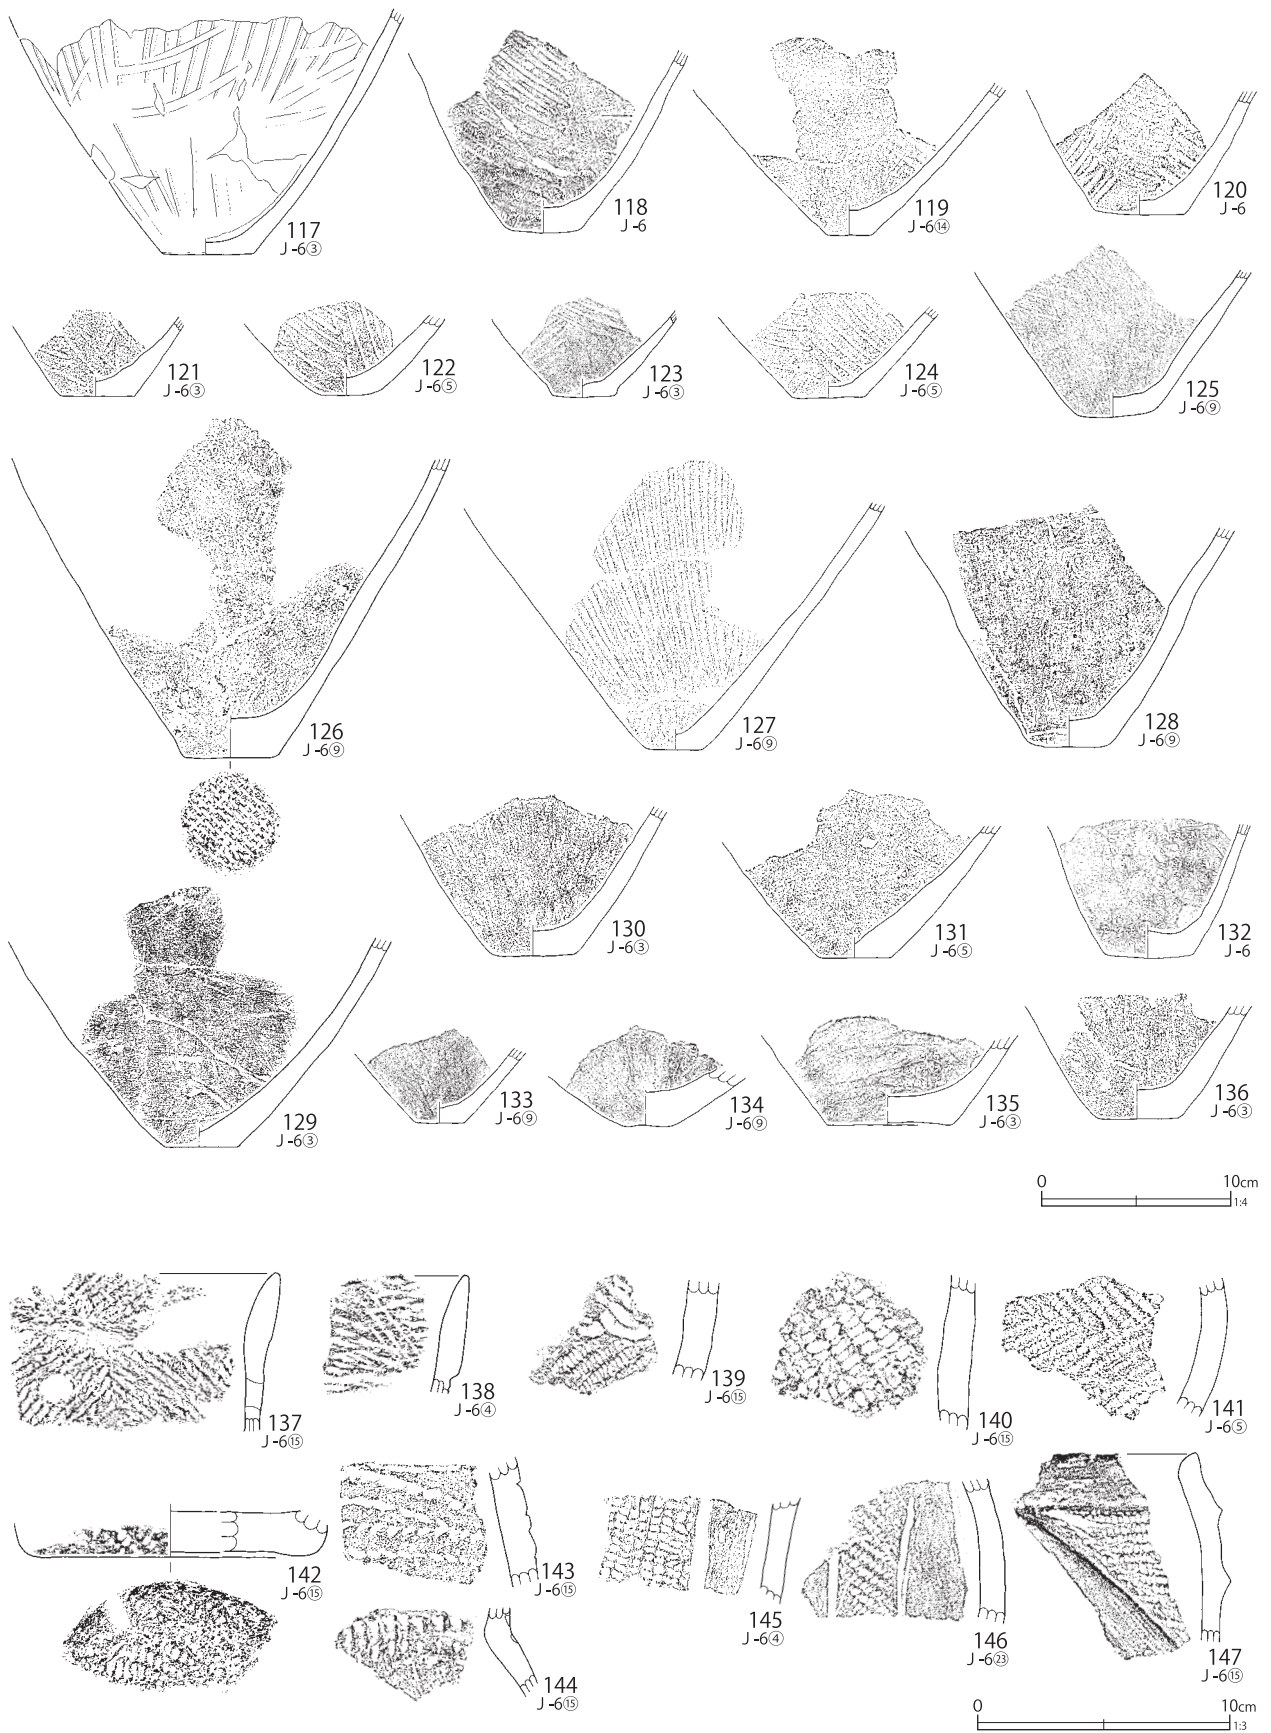 117
J-6③
118
J-6
119
J-6⑭
120
J-6
121
J-6③
122
J-6⑤
123
J-6③
124
J-6⑤
125
J-6⑨
126
J-6⑨
127
J-6⑨
128
J-6⑨
129
J-6③
130
J-6③
131
J-6⑤
132
J-6
133
J-6⑨
134
J-6⑨
135
J-6③
136
J-6③
0 10cm
1:4
137
J-6⑮
138
J-6④
139
J-6⑮
140
J-6⑮
141
J-6⑤
142
J-6⑮
143
J-6⑮
144
J-6⑮
145
J-6④
146
J-6㉓
147
J-6⑮
0 10cm
1:3